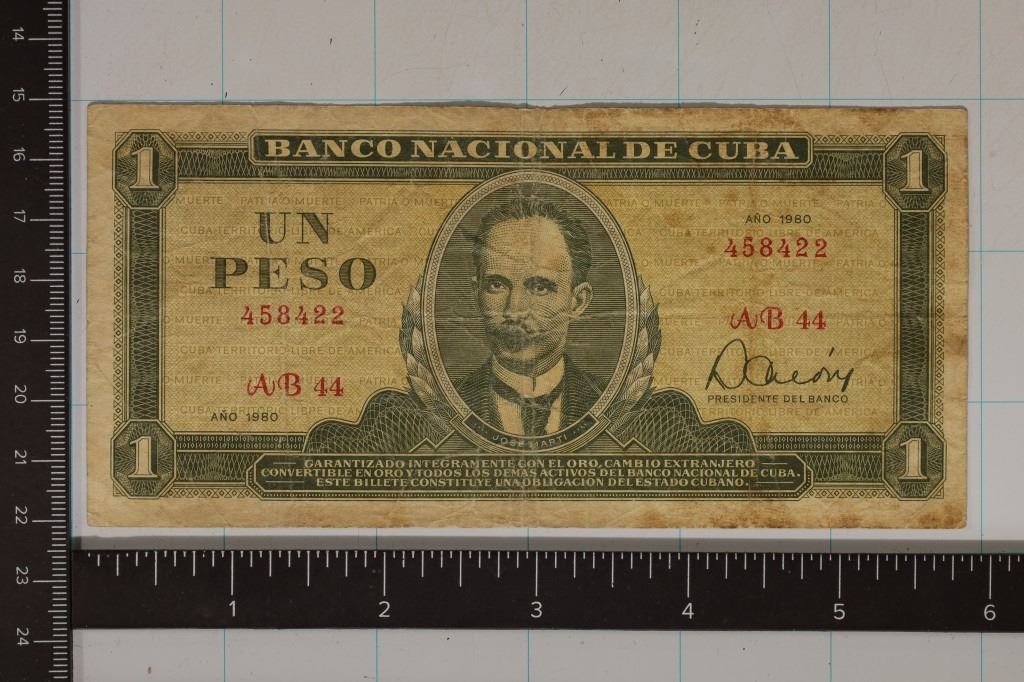 BANCO NACIONAL DE CUBA
1
1
MUERTE PATRIA O MUERTE PATRIA O MUERTE
UN
PESO
AÑO 1980
458422
458422
AB 44
AB 44
AÑO 1980
CUBA TERRITORIO LIBRE DE AMERICA
PRESIDENTE DEL BANCO
JOSE MARTI
1
1
GARANTIZADO INTEGRAMENTE CON EL ORO, CAMBIO EXTRANJERO
CONVERTIBLE EN ORO Y TODOS LOS DEMAS ACTIVOS DEL BANCO NACIONAL DE CUBA.
ESTE BILLETE CONSTITUYE UNA OBLIGACION DEL ESTADO CUBANO.
14
15
16
17
18
19
20
21
22
23
24
1 2 3 4 5 6